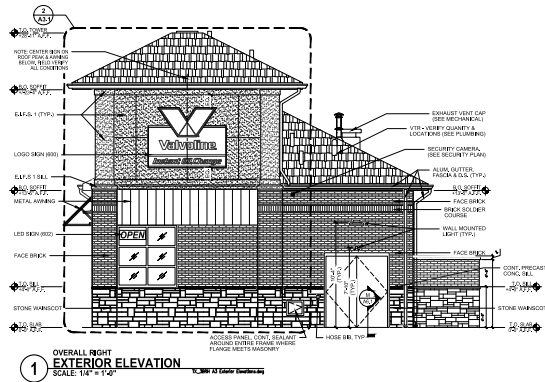 2
A3-1
T.O. TOWER
NOTE: CENTER SIGN ON
ROOF PEAK & AWNING
BELOW, FIELD VERIFY
ALL CONDITIONS
B.O. SOFFIT
E.I.F.S. 1 (TYP.)
LOGO SIGN (600)
E.I.F.S 1 SILL
B.O. SOFFIT
METAL AWNING
LED SIGN (602)
FACE BRICK
T.O. SILL
STONE WAINSCOT
T.O. SLAB
Valvoline
Instant Oil Change
OPEN
EXHAUST VENT CAP
(SEE MECHANICAL)
VTR - VERIFY QUANTITY &
LOCATIONS (SEE PLUMBING)
SECURITY CAMERA,
(SEE SECURITY PLAN)
ALUM. GUTTER,
FASCIA & D.S. (TYP.)
B.O. SOFFIT
FACE BRICK
BRICK SOLDIER
COURSE
WALL MOUNTED
LIGHT (TYP.)
FACE BRICK
CONT. PRECAST
CONC. SILL
T.O. SILL
STONE WAINSCOT
T.O. SLAB
(TYP.)
(TYP.)
ACCESS PANEL, CONT. SEALANT
AROUND ENTIRE FRAME WHERE
FLANGE MEETS MASONRY
HOSE BIB, TYP.
1
OVERALL RIGHT
EXTERIOR ELEVATION
SCALE: 1/4" = 1'-0"